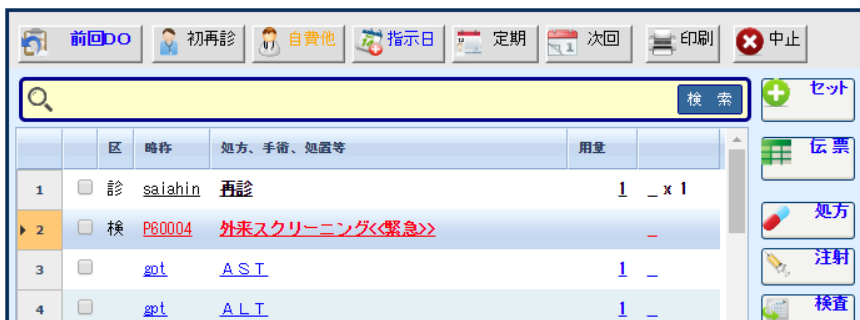 前回DO 初再診 自費他 指示日 定期 次回 印刷 中止
検 索
セット
区 略称 処方、手術、処置等 用量
伝票
1 診 saiahin 再診 1 _ x 1
処方
2 検 P60004 外来スクリーニング<<緊急>> _
注射
3 got AST 1 _
検査
4 gpt ALT 1 _